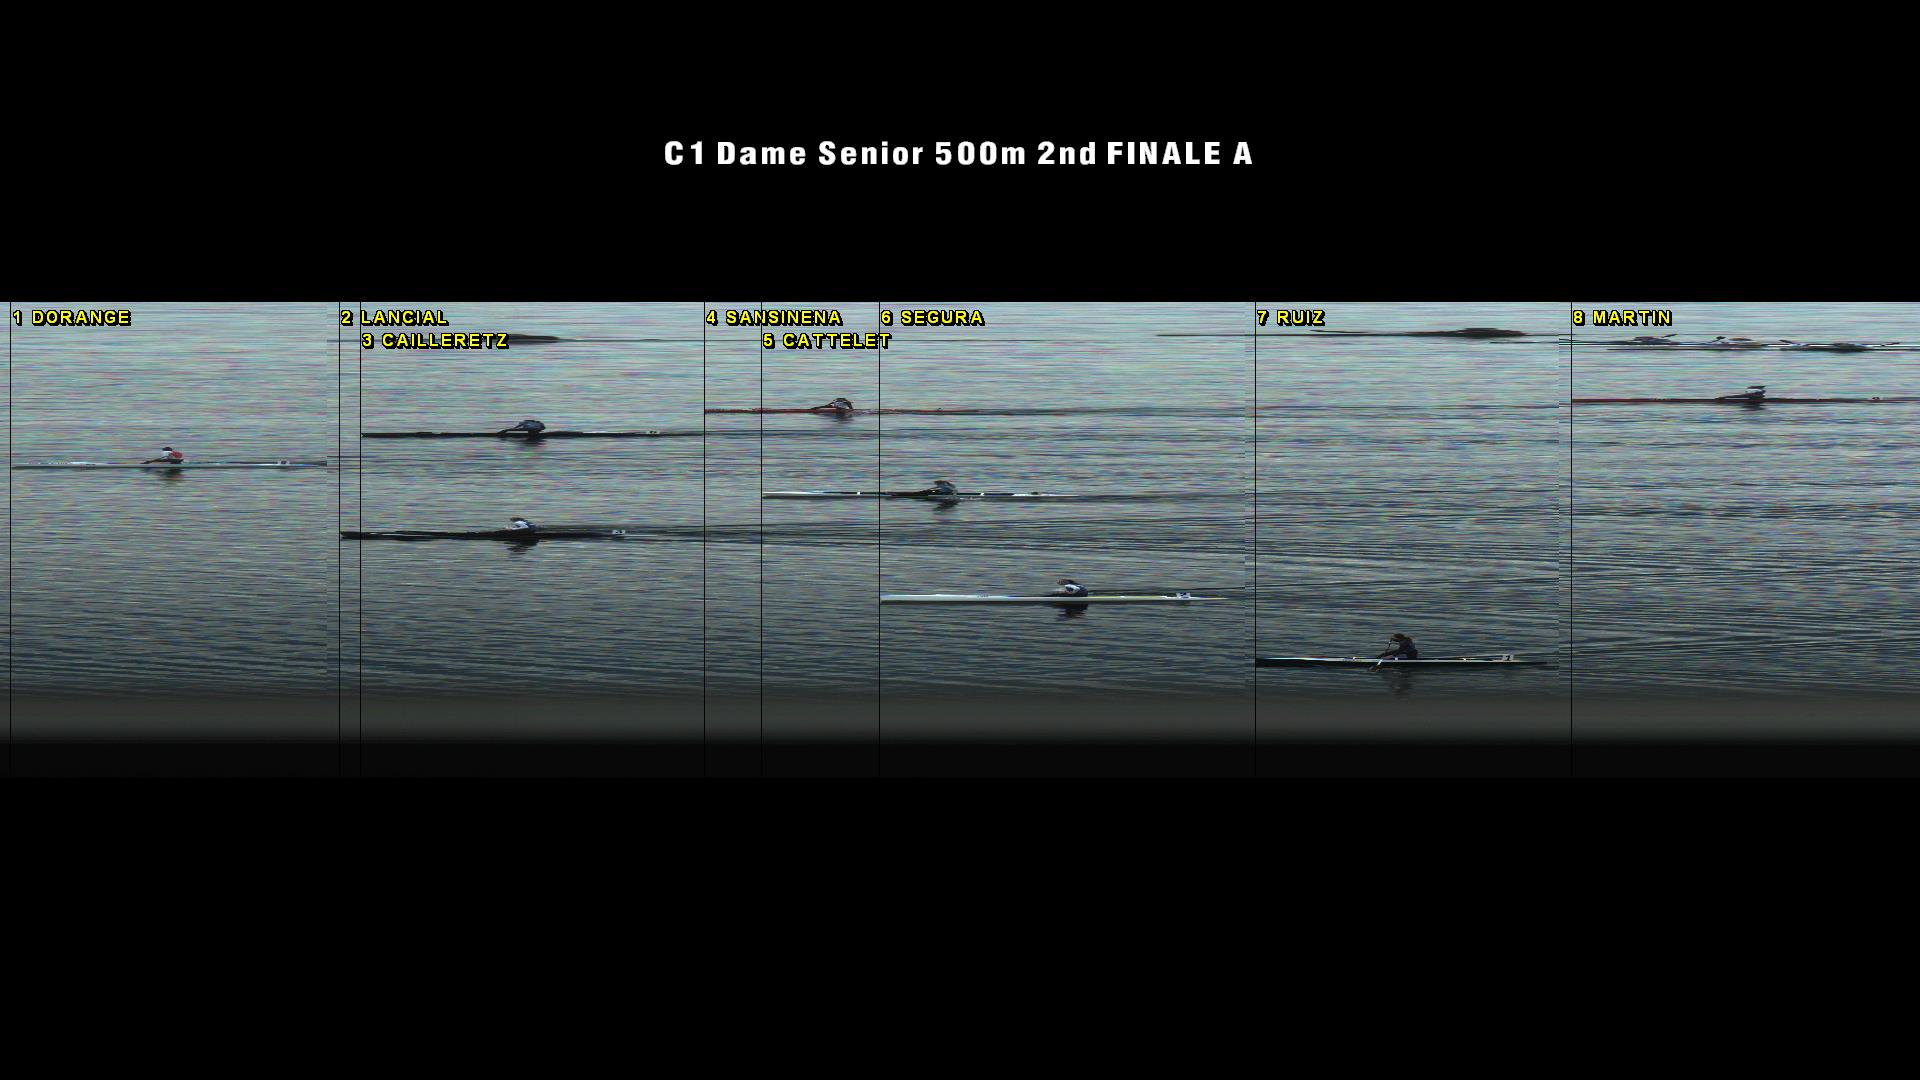 C1 Dame Senior 500m 2nd FINALE A
1 DORANGE
2 LANCIAL
3 CAILLERETZ
4 SANSINENA
5 CATTELET
6 SEGURA
7 RUIZ
8 MARTIN